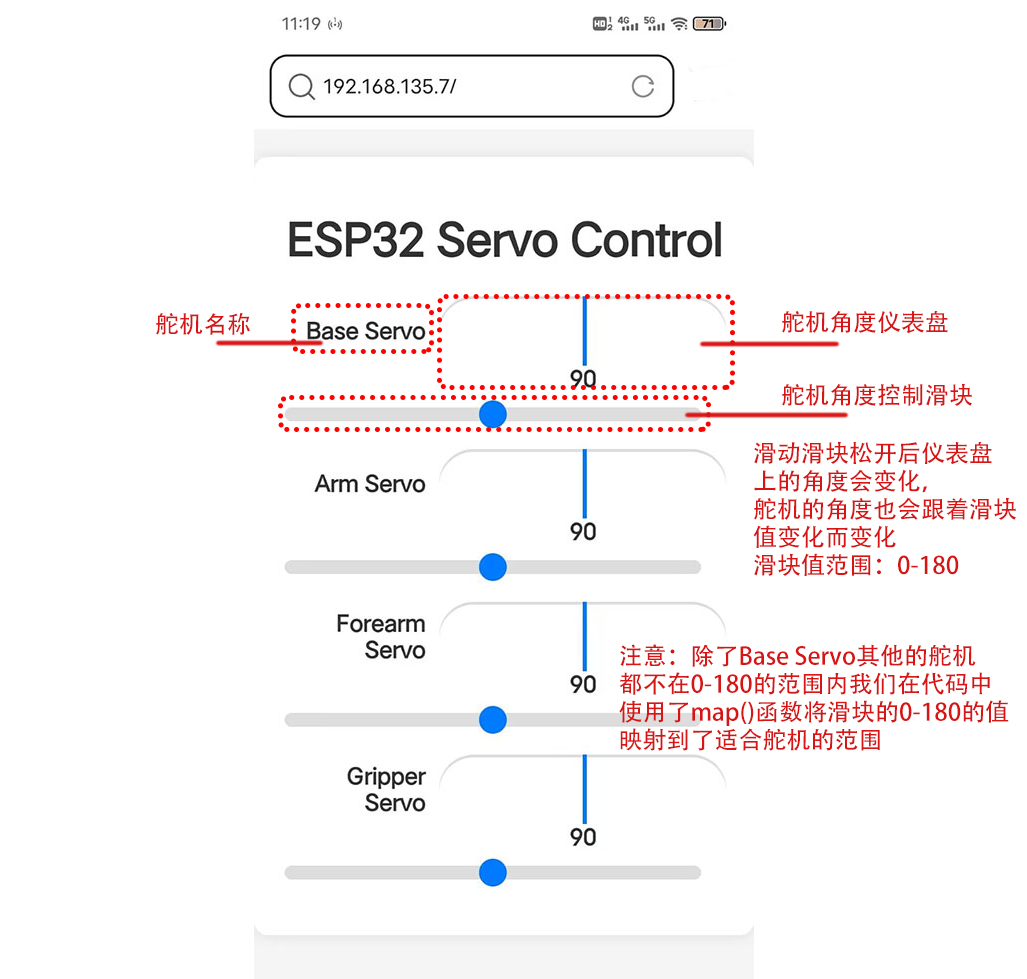 11:19
HD 1 2 4G 5G 71
192.168.135.7/
ESP32 Servo Control
舵机名称
Base Servo
舵机角度仪表盘
90
舵机角度控制滑块
滑动滑块松开后仪表盘
上的角度会变化,
舵机的角度也会跟着滑块
值变化而变化
滑块值范围：0-180
Arm Servo
90
Forearm
Servo
90
注意：除了Base Servo其他的舵机
都不在0-180的范围内我们在代码中
使用了map()函数将滑块的0-180的值
映射到了适合舵机的范围
Gripper
Servo
90